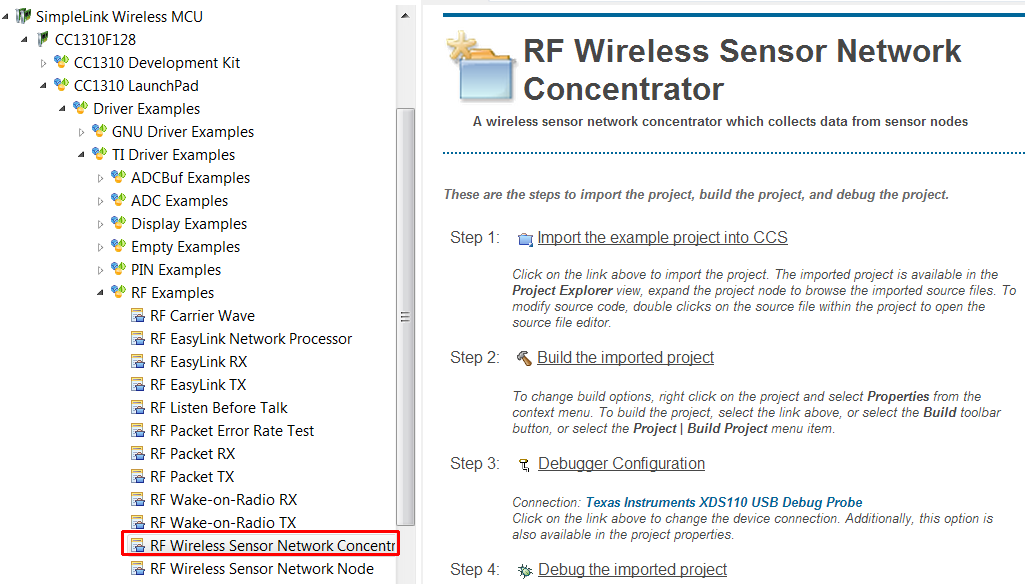 SimpleLink Wireless MCU
CC1310F128
CC1310 Development Kit
CC1310 LaunchPad
Driver Examples
GNU Driver Examples
TI Driver Examples
ADCBuf Examples
ADC Examples
Display Examples
Empty Examples
PIN Examples
RF Examples
RF Carrier Wave
RF EasyLink Network Processor
RF EasyLink RX
RF EasyLink TX
RF Listen Before Talk
RF Packet Error Rate Test
RF Packet RX
RF Packet TX
RF Wake-on-Radio RX
RF Wake-on-Radio TX
RF Wireless Sensor Network Concentr
RF Wireless Sensor Network Node
RF Wireless Sensor Network
Concentrator
A wireless sensor network concentrator which collects data from sensor nodes
These are the steps to import the project, build the project, and debug the project.
Step 1: Import the example project into CCS
Click on the link above to import the project. The imported project is available in the
Project Explorer view, expand the project node to browse the imported source files. To
modify source code, double clicks on the source file within the project to open the
source file editor.
Step 2: Build the imported project
To change build options, right click on the project and select Properties from the
context menu. To build the project, select the link above, or select the Build toolbar
button, or select the Project | Build Project menu item.
Step 3: Debugger Configuration
Connection: Texas Instruments XDS110 USB Debug Probe
Click on the link above to change the device connection. Additionally, this option is
also available in the project properties.
Step 4: Debug the imported project